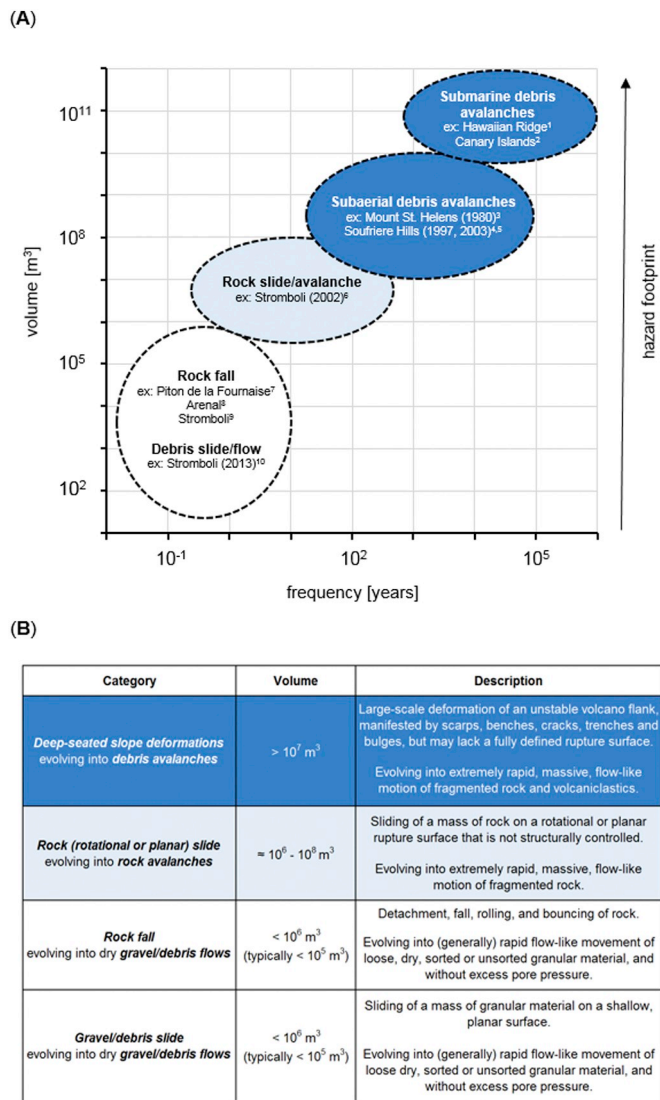 (A)
Submarine debris
avalanches
ex: Hawaiian Ridge¹
Canary Islands²
Subaerial debris avalanches
ex: Mount St. Helens (1980)³
Soufriere Hills (1997, 2003)⁴,⁵
Rock slide/avalanche
ex: Stromboli (2002)⁶
Rock fall
ex: Piton de la Fournaise⁷
Arenal⁸
Stromboli⁹
Debris slide/flow
ex: Stromboli (2013)¹⁰
volume [m³]
10¹¹
10⁸
10⁵
10²
10⁻¹
10²
10⁵
frequency [years]
hazard footprint
(B)
Category
Volume
Description
Deep-seated slope deformations
evolving into debris avalanches
> 10⁷ m³
Large-scale deformation of an unstable volcano flank,
manifested by scarps, benches, cracks, trenches and
bulges, but may lack a fully defined rupture surface.
Evolving into extremely rapid, massive, flow-like
motion of fragmented rock and volcaniclastics.
Rock (rotational or planar) slide
evolving into rock avalanches
≈ 10⁶ - 10⁸ m³
Sliding of a mass of rock on a rotational or planar
rupture surface that is not structurally controlled.
Evolving into extremely rapid, massive, flow-like
motion of fragmented rock.
Rock fall
evolving into dry gravel/debris flows
< 10⁶ m³
(typically < 10⁵ m³)
Detachment, fall, rolling, and bouncing of rock.
Evolving into (generally) rapid flow-like movement of
loose, dry, sorted or unsorted granular material, and
without excess pore pressure.
Gravel/debris slide
evolving into dry gravel/debris flows
< 10⁶ m³
(typically < 10⁵ m³)
Sliding of a mass of granular material on a shallow,
planar surface.
Evolving into (generally) rapid flow-like movement of
loose dry, sorted or unsorted granular material, and
without excess pore pressure.